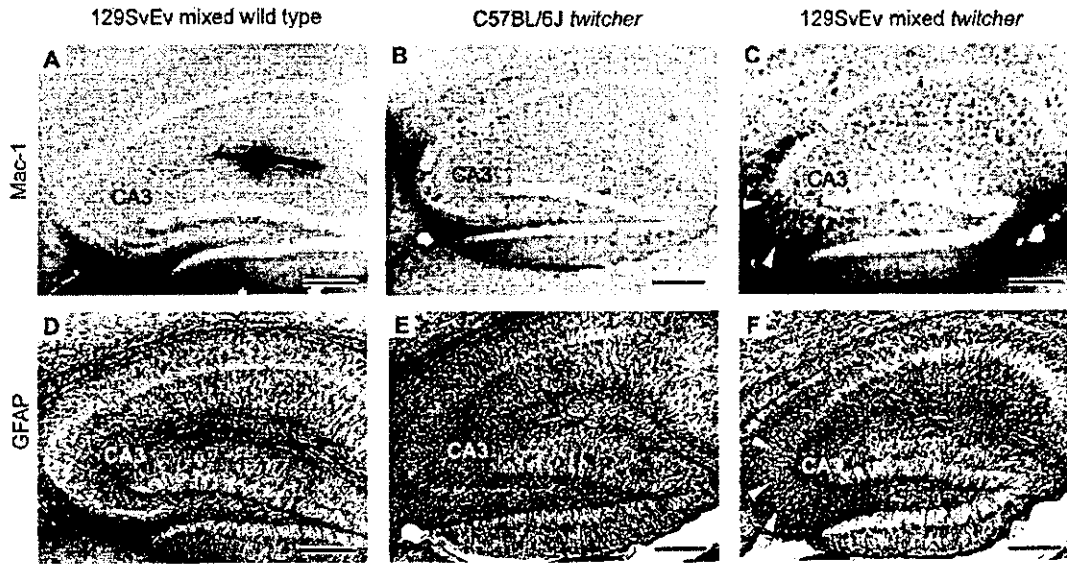 129SvEv mixed wild type
C57BL/6J twitcher
129SvEv mixed twitcher
Mac-1
A
CA3
B
CA3
C
CA3
GFAP
D
CA3
E
CA3
F
CA3